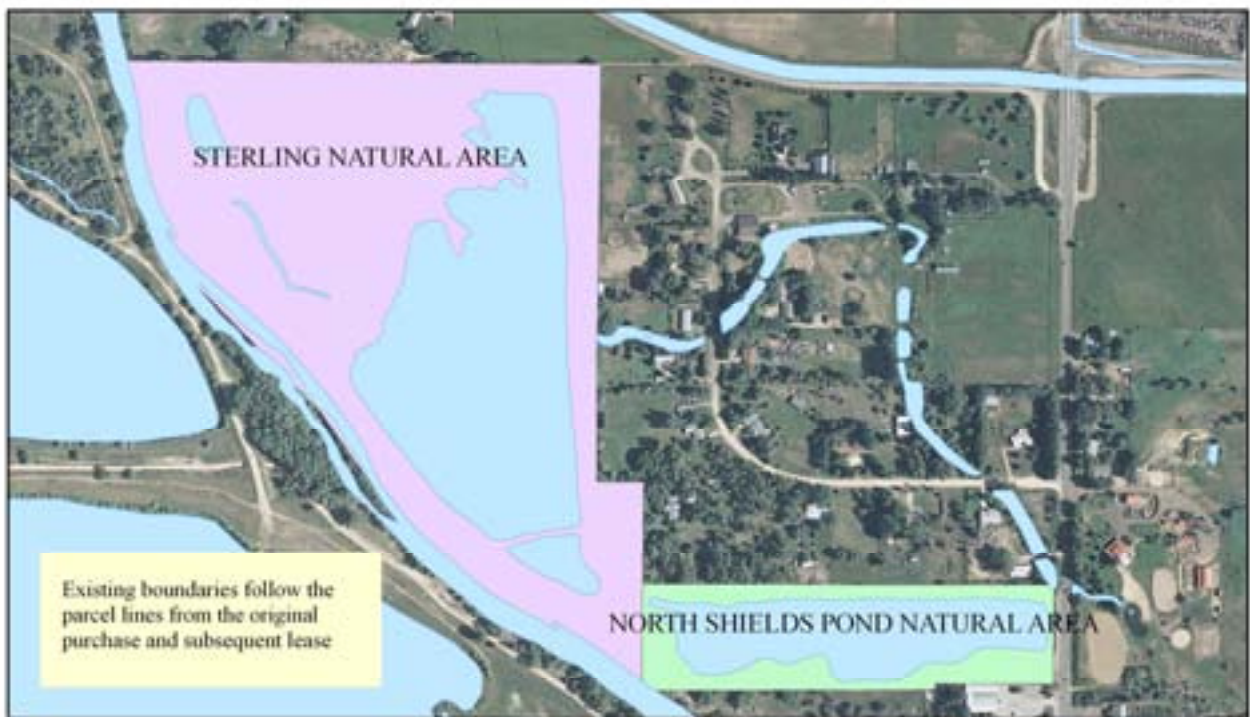 STERLING NATURAL AREA
Existing boundaries follow the
parcel lines from the original
purchase and subsequent lease
NORTH SHIELDS POND NATURAL AREA